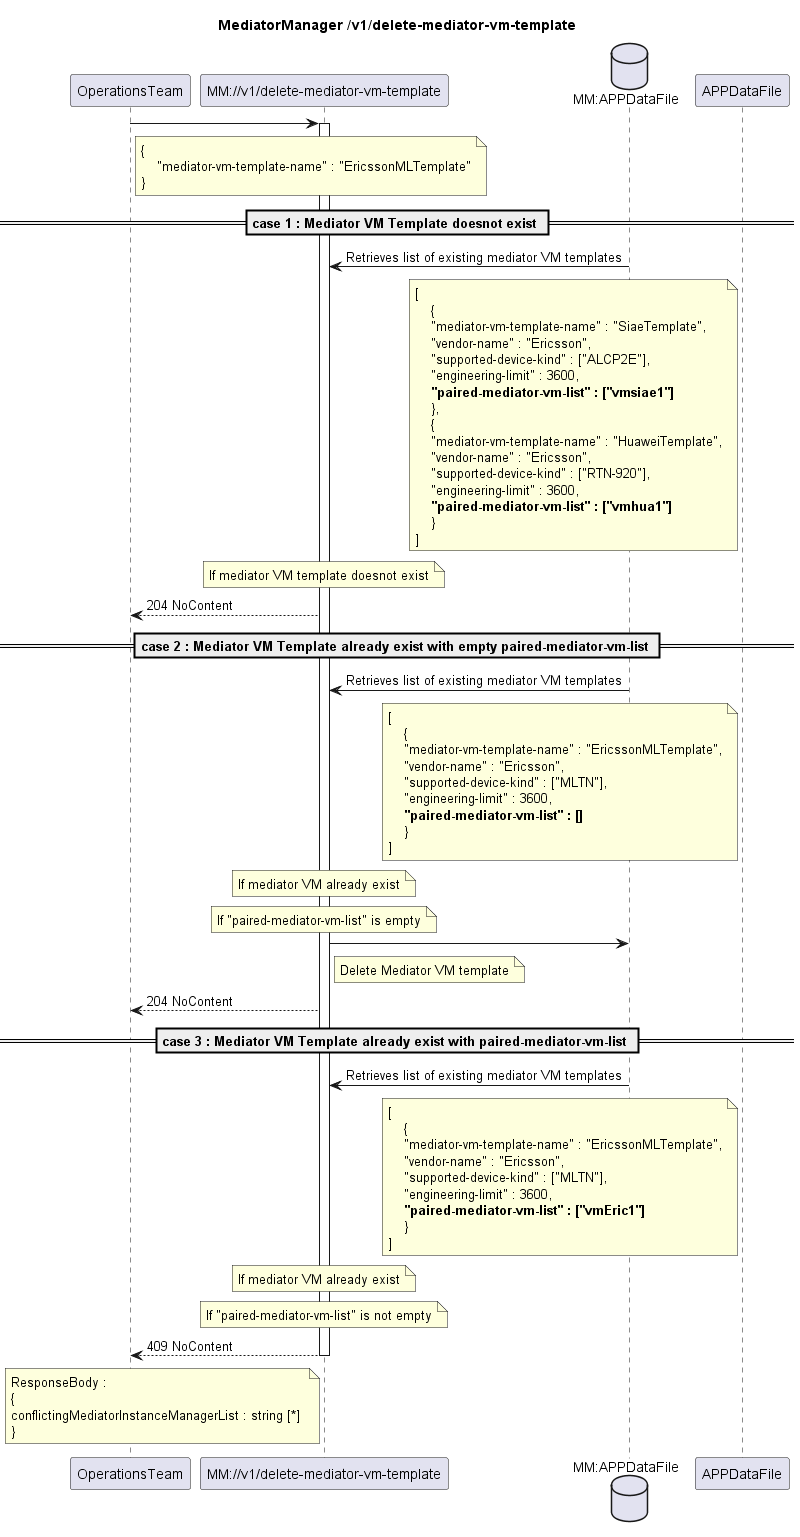 MediatorManager /v1/delete-mediator-vm-template
OperationsTeam
MM://v1/delete-mediator-vm-template
MM:APPDataFile
APPDataFile
{
"mediator-vm-template-name" : "EricssonMLTemplate"
}
case 1 : Mediator VM Template doesnot exist
Retrieves list of existing mediator VM templates
[
{
"mediator-vm-template-name" : "SiaeTemplate",
"vendor-name" : "Ericsson",
"supported-device-kind" : ["ALCP2E"],
"engineering-limit" : 3600,
"paired-mediator-vm-list" : ["vmsiae1"]
},
{
"mediator-vm-template-name" : "HuaweiTemplate",
"vendor-name" : "Ericsson",
"supported-device-kind" : ["RTN-920"],
"engineering-limit" : 3600,
"paired-mediator-vm-list" : ["vmhua1"]
}
]
If mediator VM template doesnot exist
204 NoContent
case 2 : Mediator VM Template already exist with empty paired-mediator-vm-list
Retrieves list of existing mediator VM templates
[
{
"mediator-vm-template-name" : "EricssonMLTemplate",
"vendor-name" : "Ericsson",
"supported-device-kind" : ["MLTN"],
"engineering-limit" : 3600,
"paired-mediator-vm-list" : []
}
]
If mediator VM already exist
If "paired-mediator-vm-list" is empty
Delete Mediator VM template
204 NoContent
case 3 : Mediator VM Template already exist with paired-mediator-vm-list
Retrieves list of existing mediator VM templates
[
{
"mediator-vm-template-name" : "EricssonMLTemplate",
"vendor-name" : "Ericsson",
"supported-device-kind" : ["MLTN"],
"engineering-limit" : 3600,
"paired-mediator-vm-list" : ["vmEric1"]
}
]
If mediator VM already exist
If "paired-mediator-vm-list" is not empty
409 NoContent
ResponseBody :
{
conflictingMediatorInstanceManagerList : string [*]
}
OperationsTeam
MM://v1/delete-mediator-vm-template
MM:APPDataFile
APPDataFile